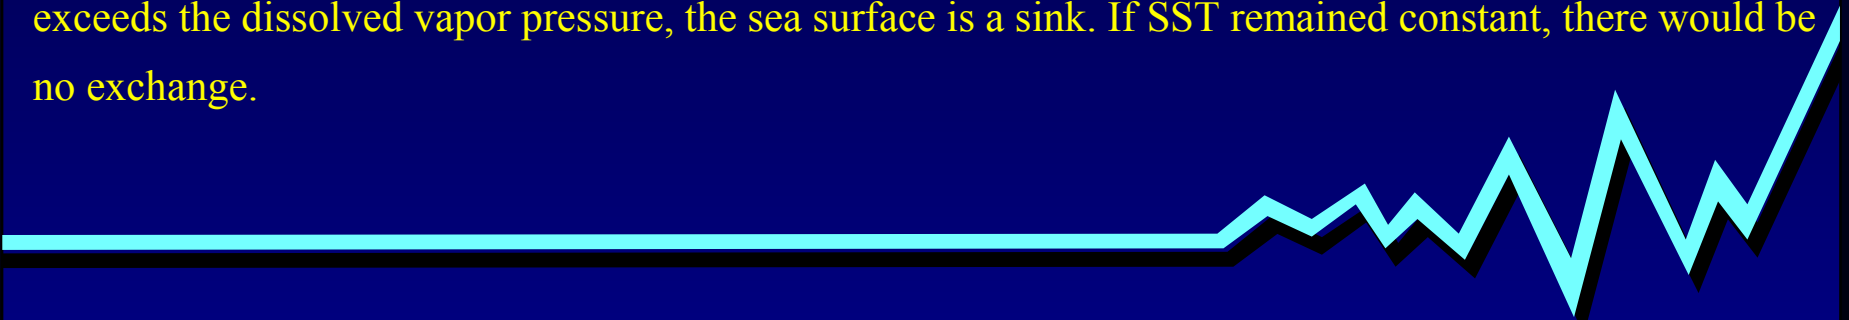 exceeds the dissolved vapor pressure, the sea surface is a sink. If SST remained constant, there would be
no exchange.